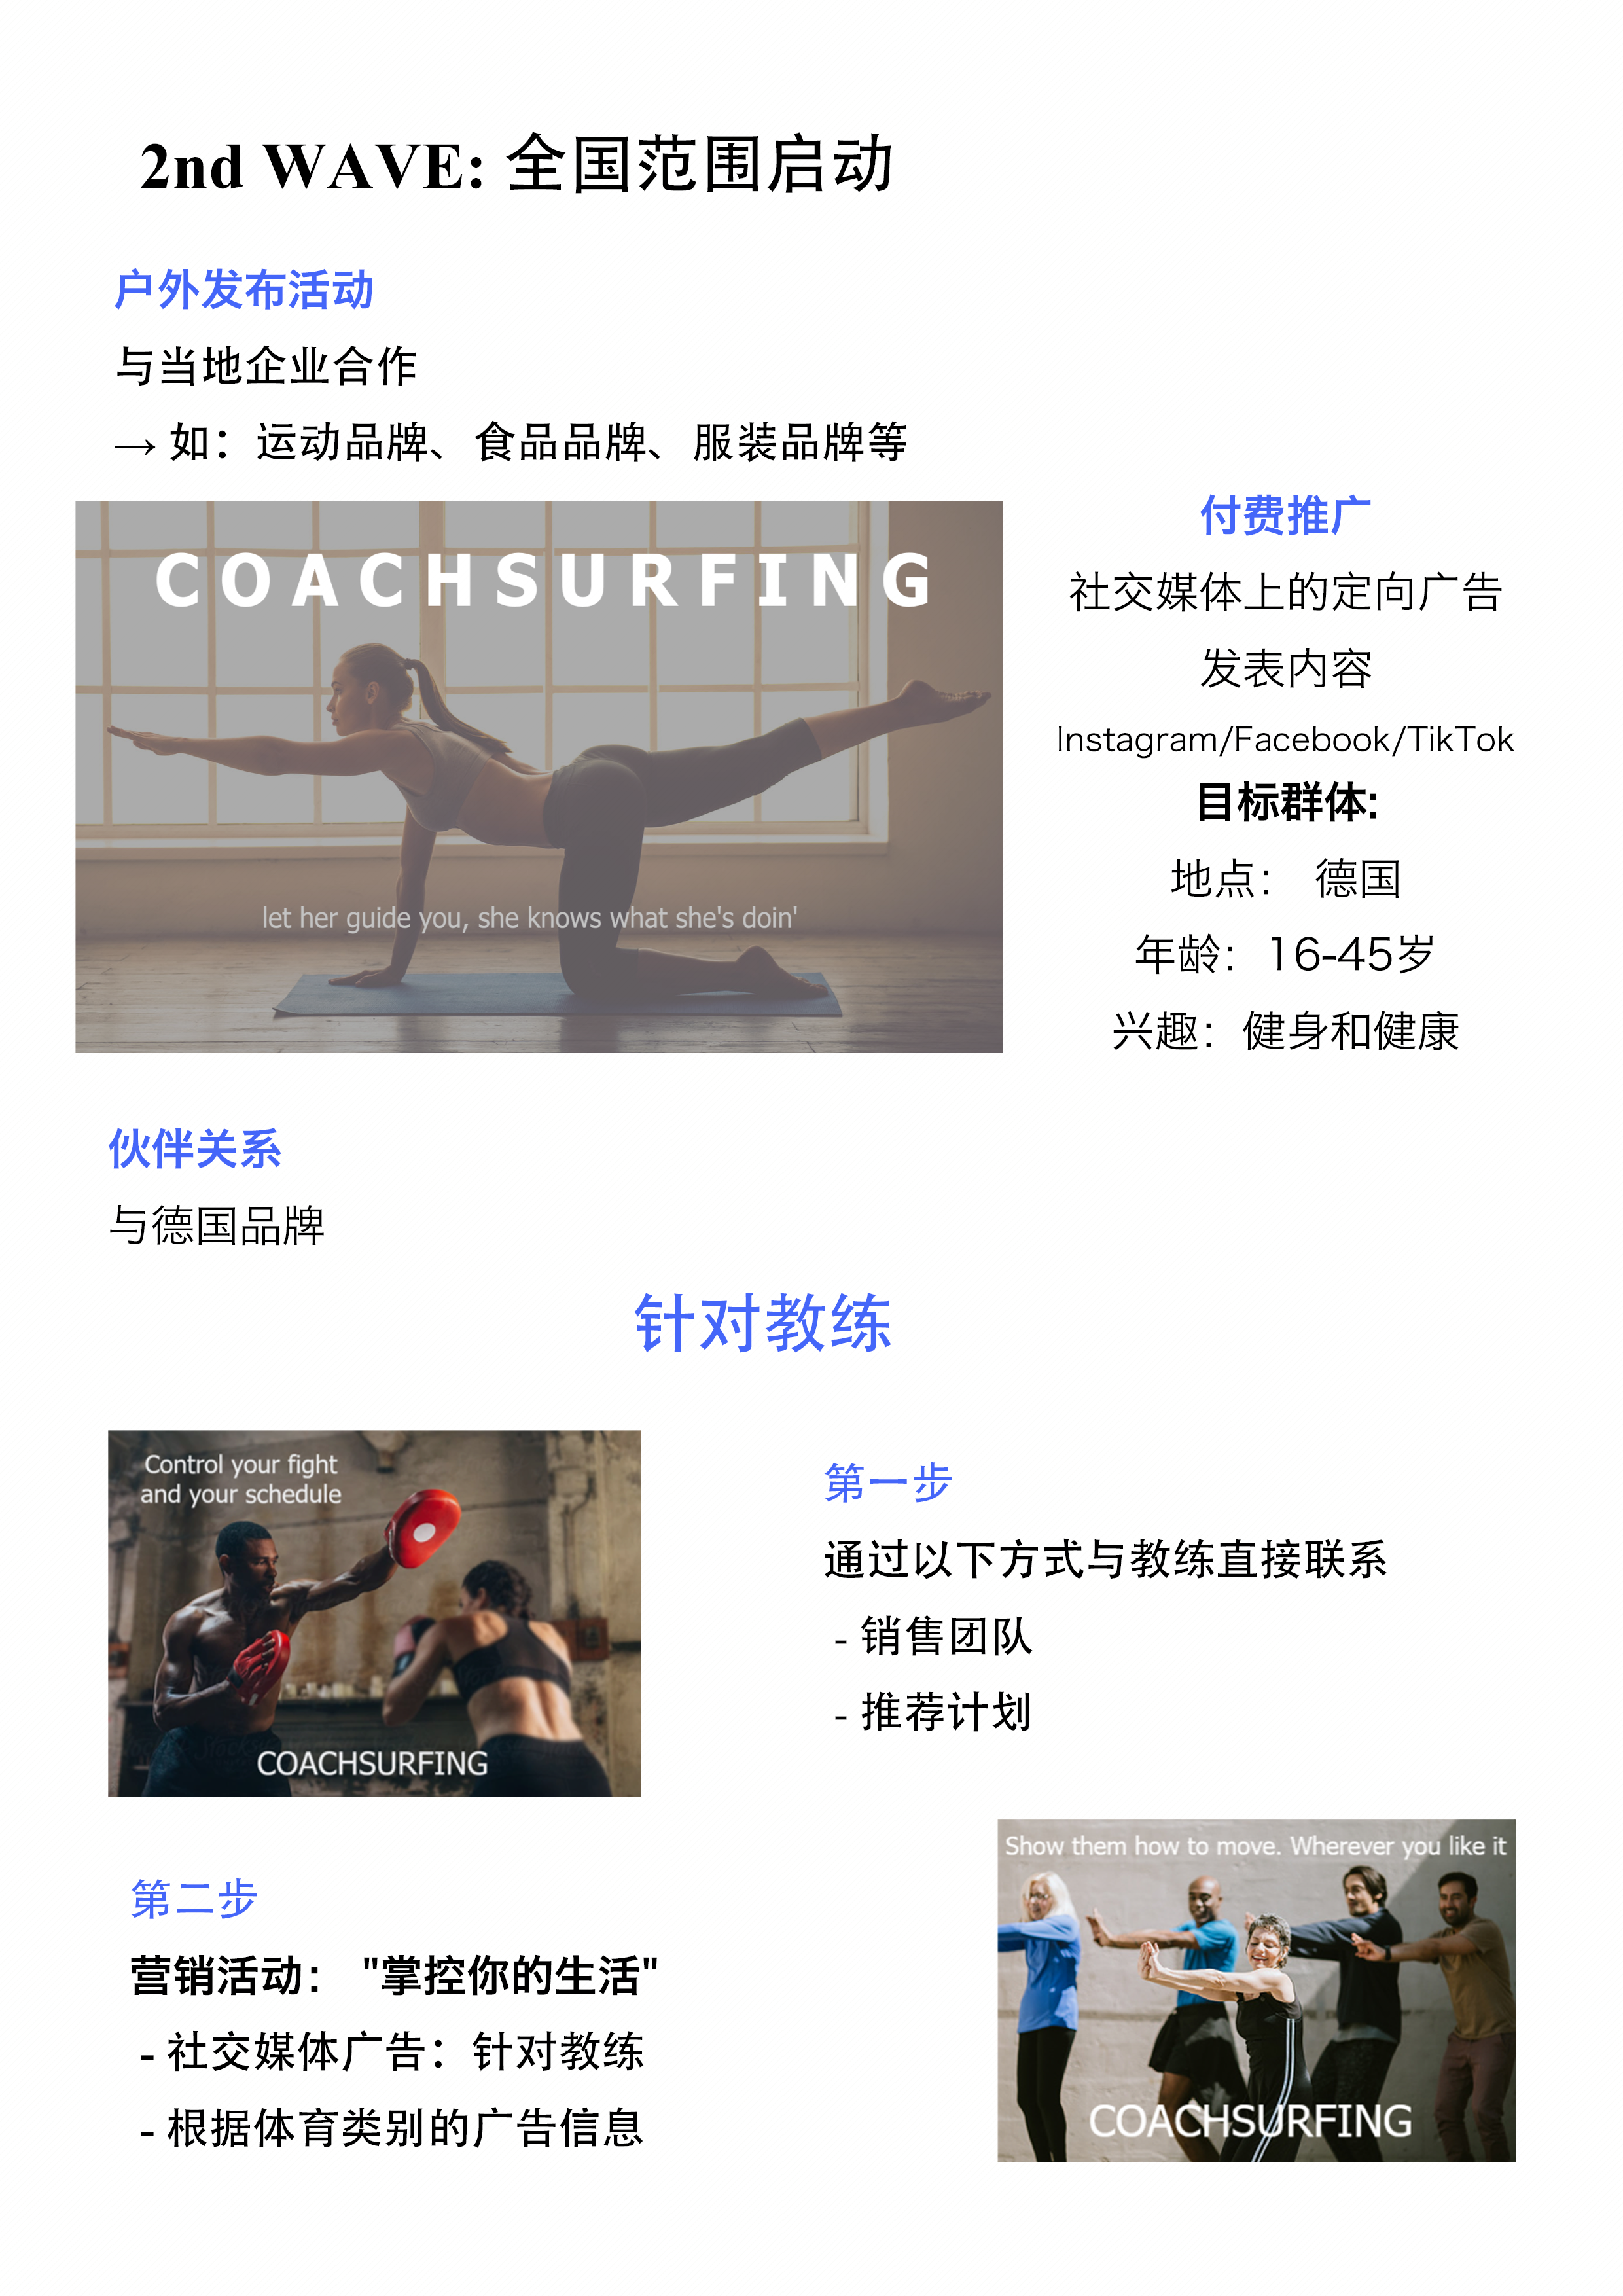 2nd WAVE: 全国范围启动
户外发布活动
与当地企业合作
→ 如：运动品牌、食品品牌、服装品牌等
COACHSURFING
let her guide you, she knows what she's doin'
付费推广
社交媒体上的定向广告
发表内容
Instagram/Facebook/TikTok
目标群体:
地点： 德国
年龄：16-45岁
兴趣：健身和健康
伙伴关系
与德国品牌
针对教练
Control your fight
and your schedule
COACHSURFING
第一步
通过以下方式与教练直接联系
- 销售团队
- 推荐计划
第二步
营销活动： "掌控你的生活"
- 社交媒体广告：针对教练
- 根据体育类别的广告信息
Show them how to move. Wherever you like it
COACHSURFING